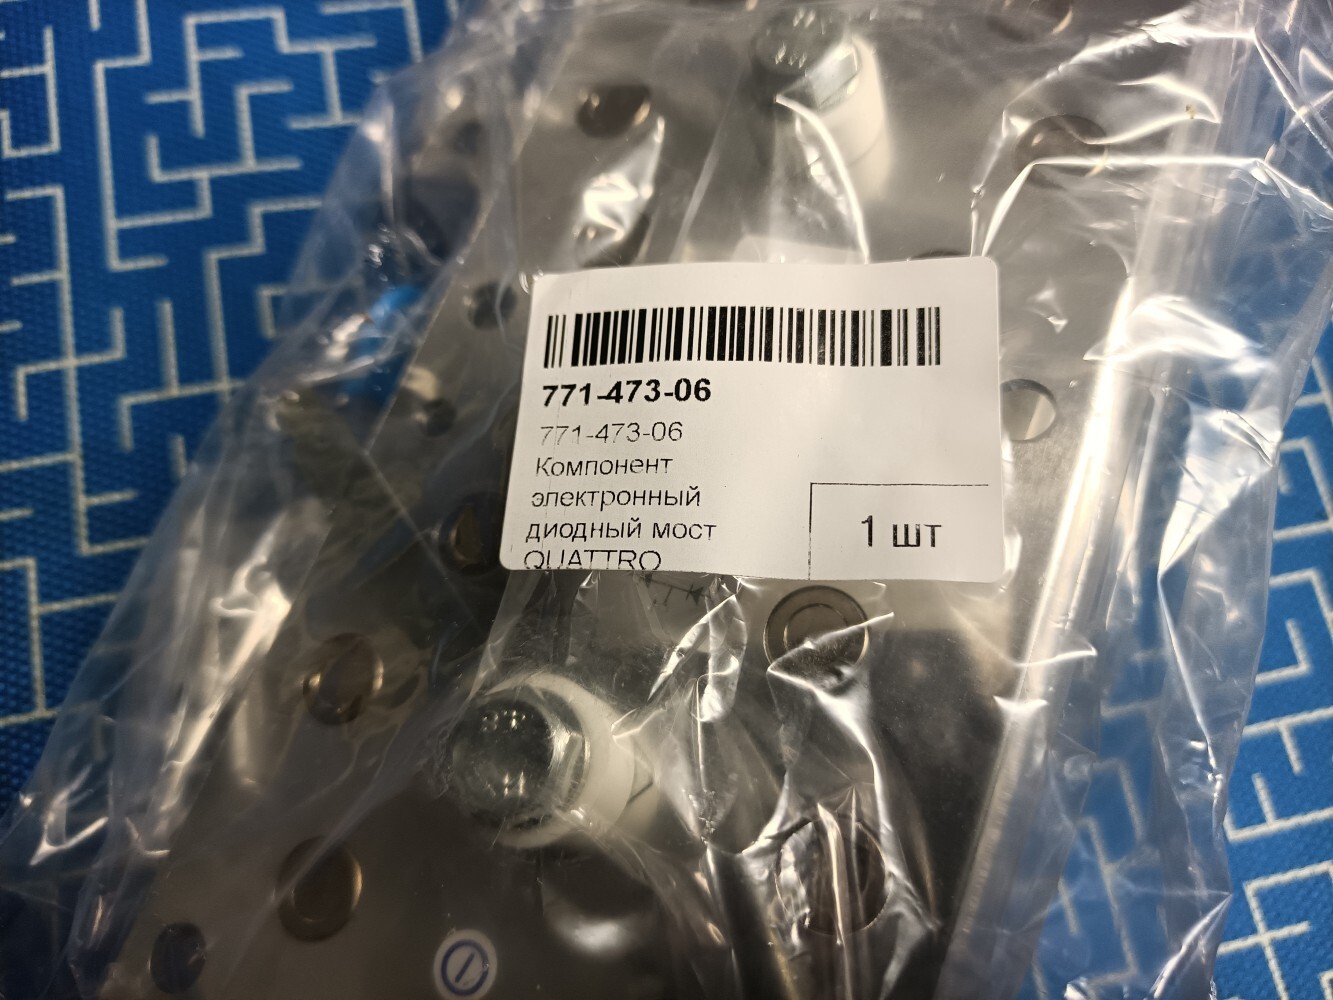 771-473-06
771-473-06
Компонент
электронный
диодный мост
QUATTRO
1 шт